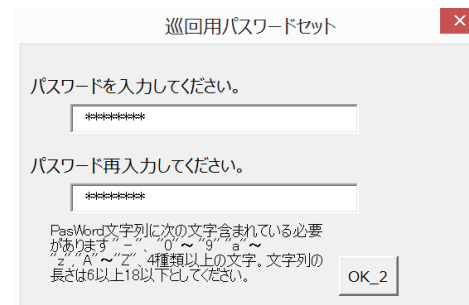 巡回用パスワードセット
×
パスワードを入力してください。
********
パスワード再入力してください。
********
PasWord文字列に次の文字含まれている必要
があります"－"、"0"～"9""a"～
"z","A"～"Z"、4種類以上の文字。文字列の
長さは6以上18以下としてください。
OK_2